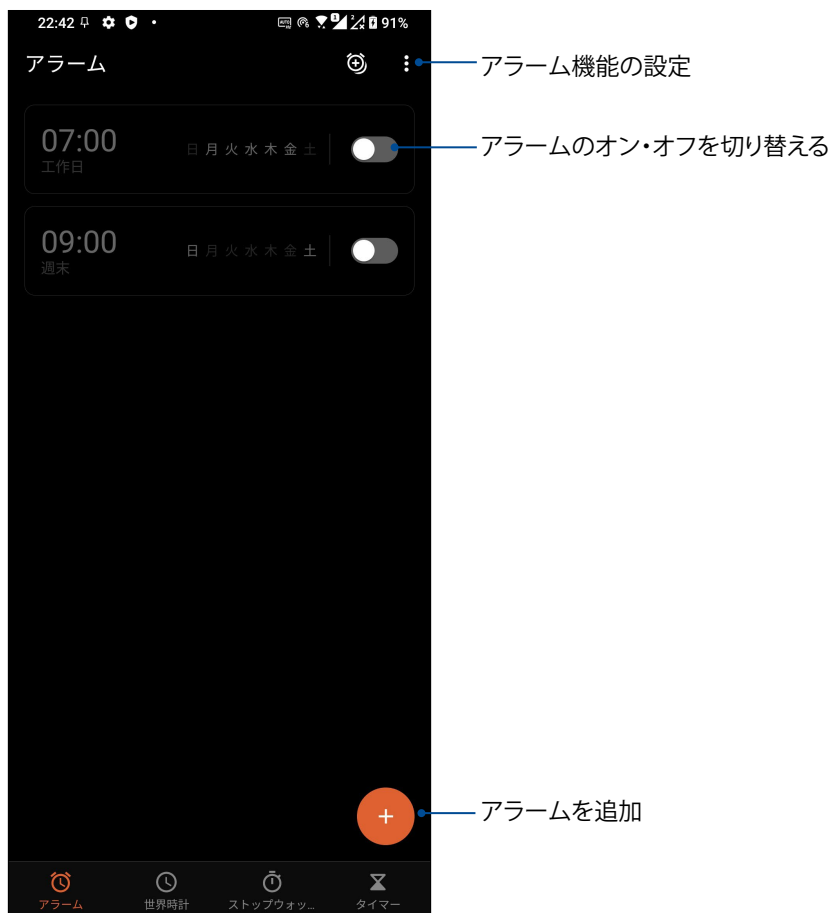 22:42 91%
アラーム
アラーム機能の設定
07:00
日 月 火 水 木 金 土
工作日
アラームのオン・オフを切り替える
09:00
日 月 火 水 木 金 土
週末
+
アラームを追加
アラーム
世界時計
ストップウォッ…
タイマー